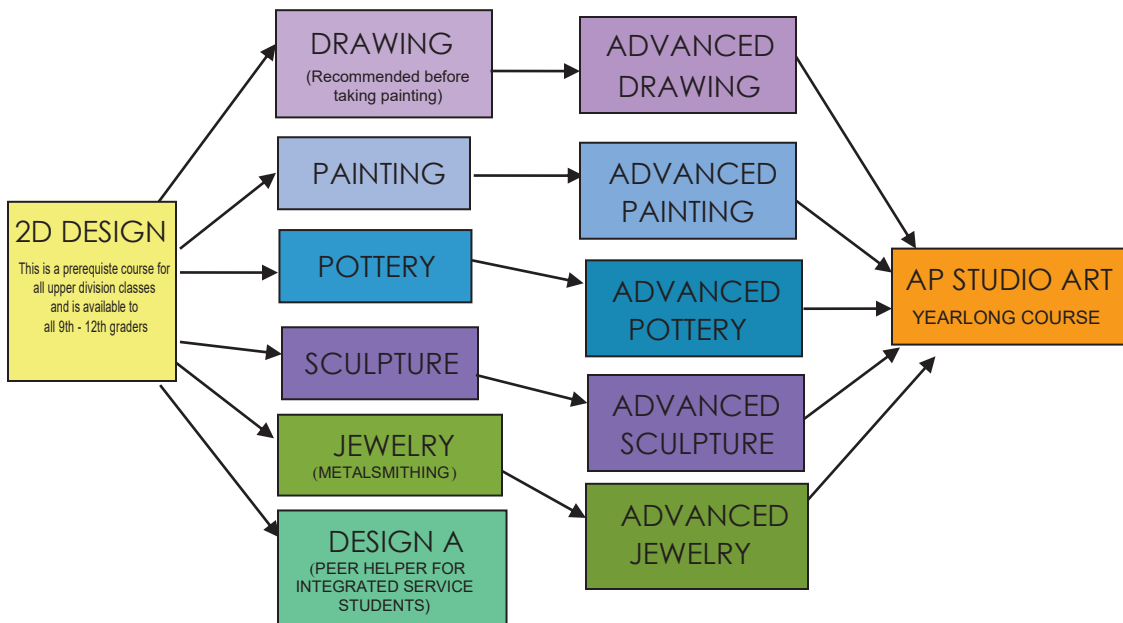 2D DESIGN
This is a prerequiste course for
all upper division classes
and is available to
all 9th - 12th graders
DRAWING
(Recommended before
taking painting)
PAINTING
POTTERY
SCULPTURE
JEWELRY
(METALSMITHING)
DESIGN A
(PEER HELPER FOR
INTEGRATED SERVICE
STUDENTS)
ADVANCED
DRAWING
ADVANCED
PAINTING
ADVANCED
POTTERY
ADVANCED
SCULPTURE
ADVANCED
JEWELRY
AP STUDIO ART
YEARLONG COURSE